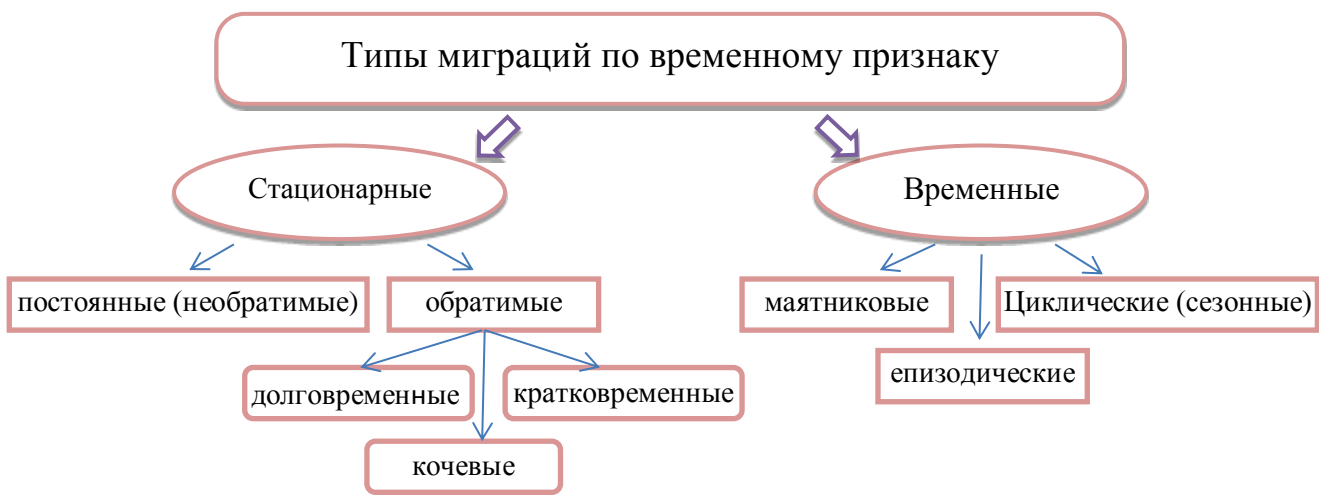 Типы миграций по временному признаку
Стационарные
Временные
постоянные (необратимые)
обратимые
маятниковые
Циклические (сезонные)
епизодические
долговременные
кратковременные
кочевые